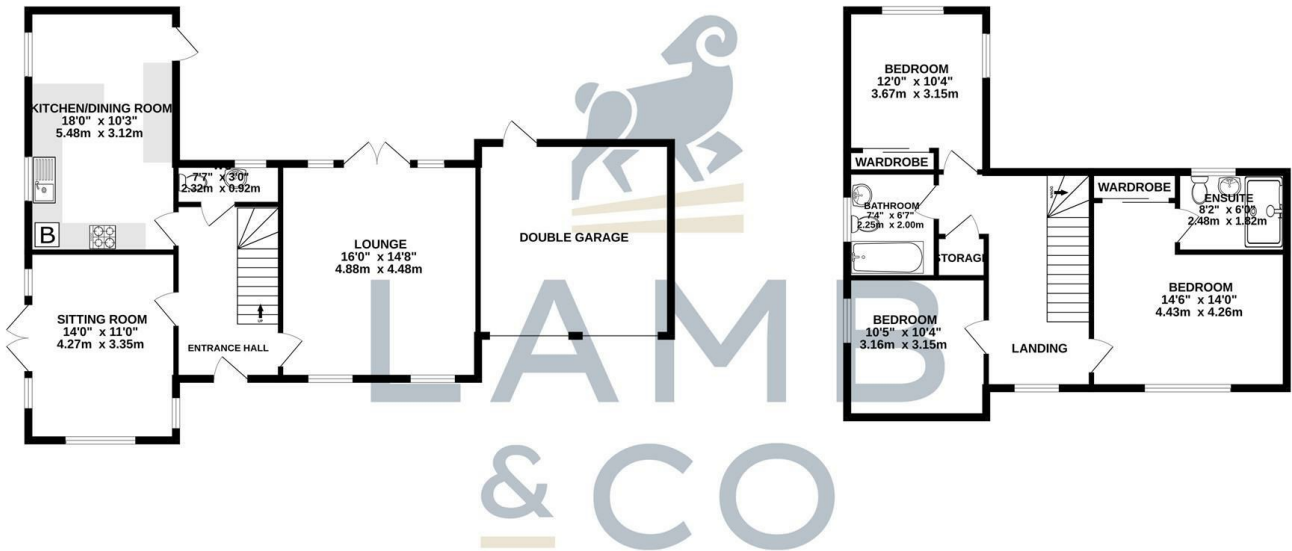 KITCHEN/DINING ROOM
18'0" x 10'3"
5.48m x 3.12m
B
7'7" x 3'0"
2.32m x 0.92m
SITTING ROOM
14'0" x 11'0"
4.27m x 3.35m
ENTRANCE HALL
UP
LOUNGE
16'0" x 14'8"
4.88m x 4.48m
DOUBLE GARAGE
BEDROOM
12'0" x 10'4"
3.67m x 3.15m
WARDROBE
BATHROOM
7'4" x 6'7"
2.25m x 2.00m
STORAGE
BEDROOM
10'5" x 10'4"
3.16m x 3.15m
LANDING
WARDROBE
ENSUITE
8'2" x 6'0"
2.48m x 1.82m
BEDROOM
14'6" x 14'0"
4.43m x 4.26m
LAMB
& CO